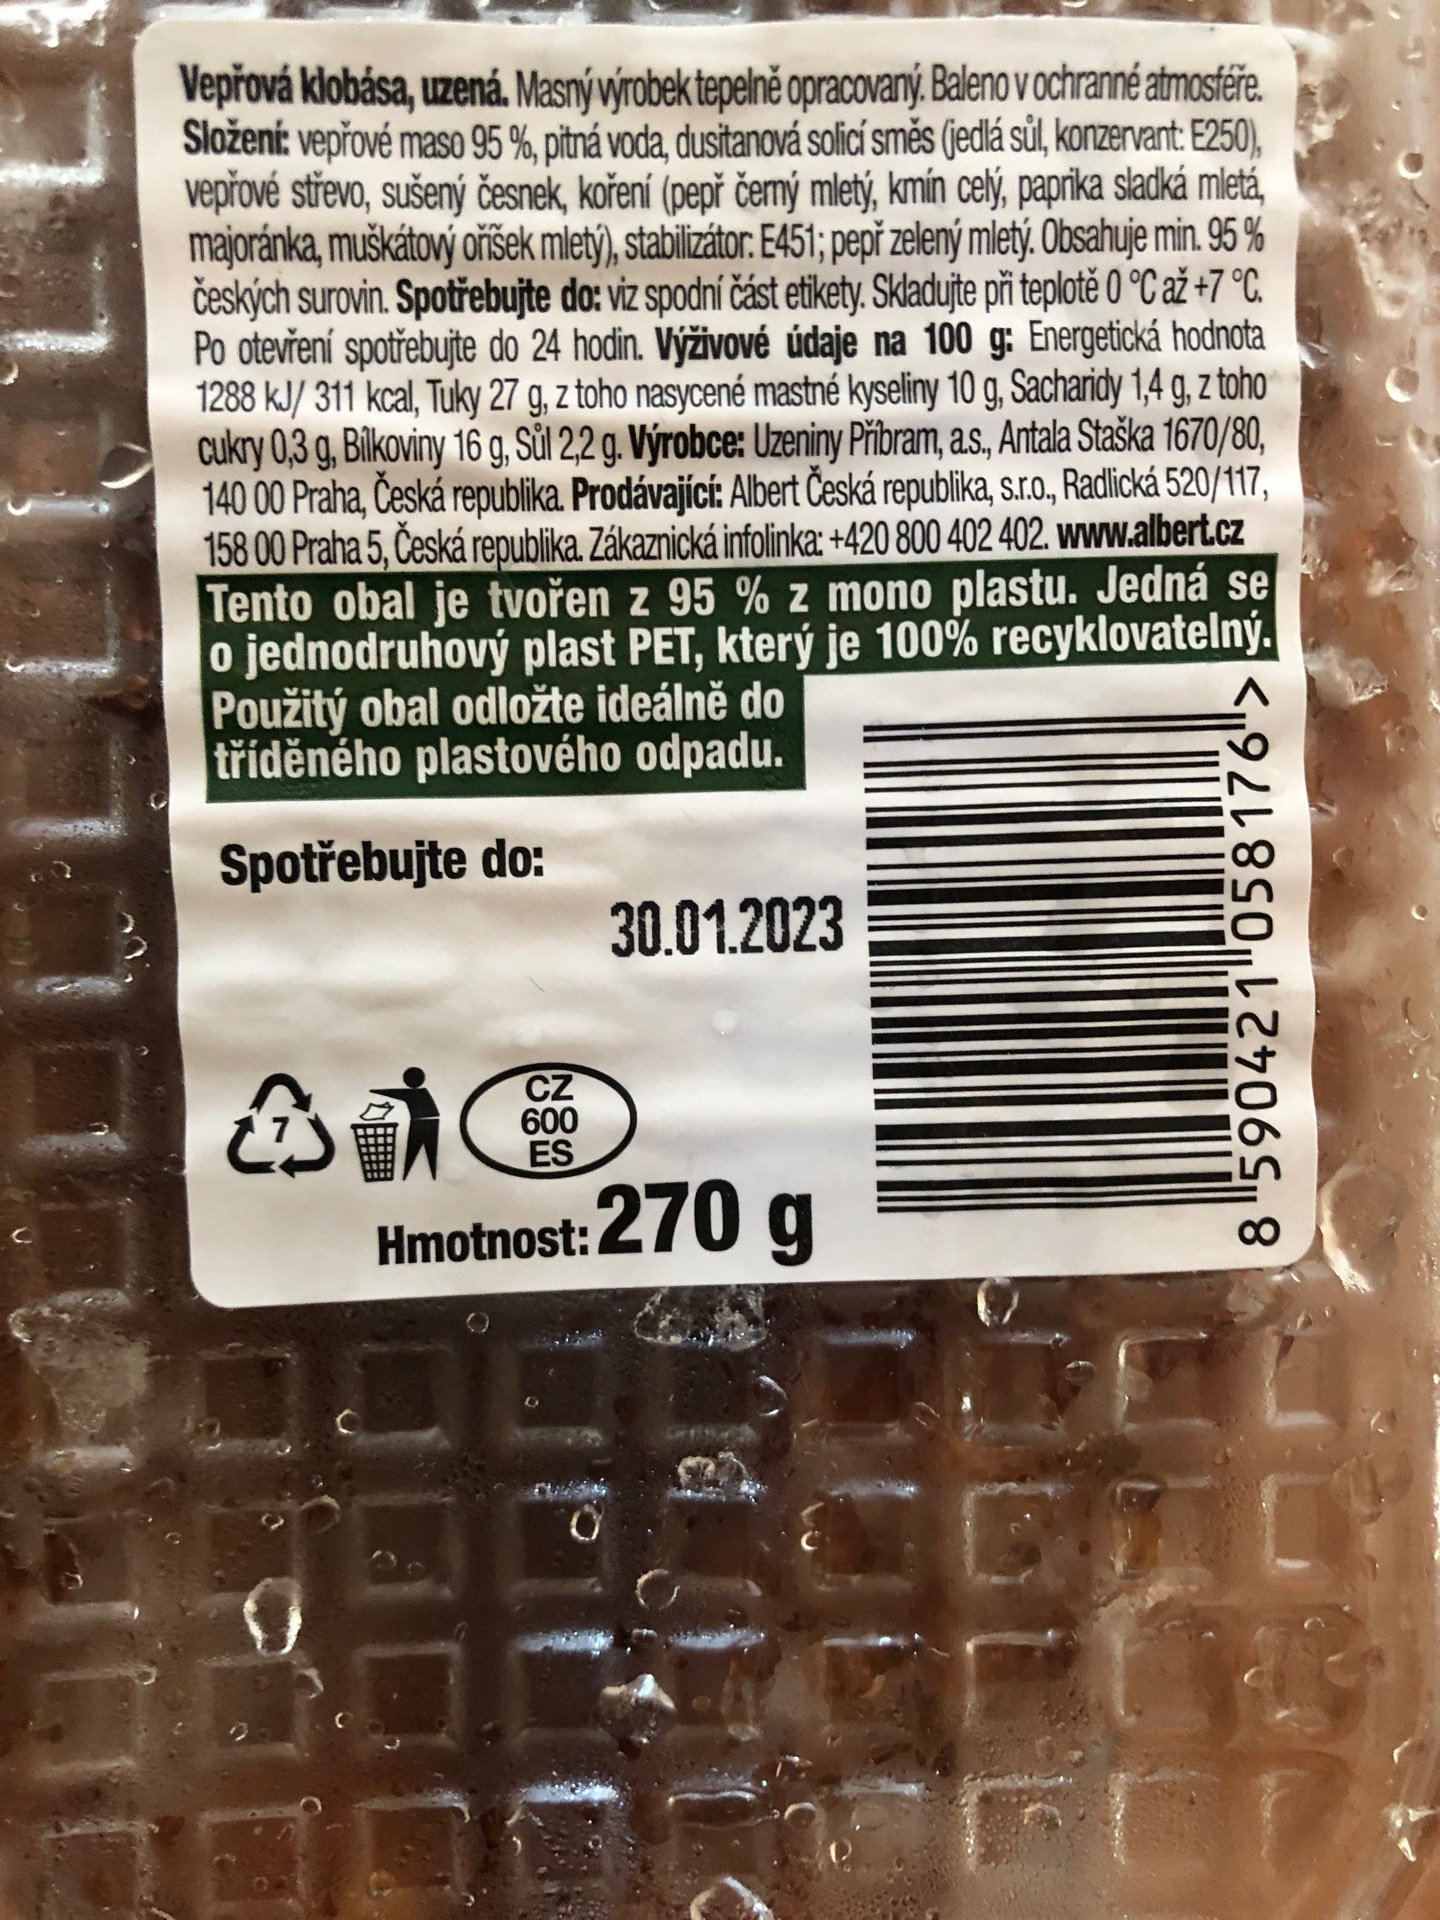 Vepřová klobása, uzená. Masný výrobek tepelně opracovaný. Baleno v ochranné atmosféře.
Složení: vepřové maso 95 %, pitná voda, dusitanová solicí směs (jedlá sůl, konzervant: E250),
vepřové střevo, sušený česnek, koření (pepř černý mletý, kmín celý, paprika sladká mletá,
majoránka, muškátový oříšek mletý), stabilizátor: E451; pepř zelený mletý. Obsahuje min. 95 %
českých surovin. Spotřebujte do: viz spodní část etikety. Skladujte při teplotě 0 °C až +7 °C.
Po otevření spotřebujte do 24 hodin. Výživové údaje na 100 g: Energetická hodnota
1288 kJ/ 311 kcal, Tuky 27 g, z toho nasycené mastné kyseliny 10 g, Sacharidy 1,4 g, z toho
cukry 0,3 g, Bílkoviny 16 g, Sůl 2,2 g. Výrobce: Uzeniny Příbram, a.s., Antala Staška 1670/80,
140 00 Praha, Česká republika. Prodávající: Albert Česká republika, s.r.o., Radlická 520/117,
158 00 Praha 5, Česká republika. Zákaznická infolinka: +420 800 402 402. www.albert.cz
Tento obal je tvořen z 95 % z mono plastu. Jedná se
o jednodruhový plast PET, který je 100% recyklovatelný.
Použitý obal odložte ideálně do
tříděného plastového odpadu.
Spotřebujte do:
30.01.2023
7
CZ
600
ES
Hmotnost: 270 g
8 590421 058176 >